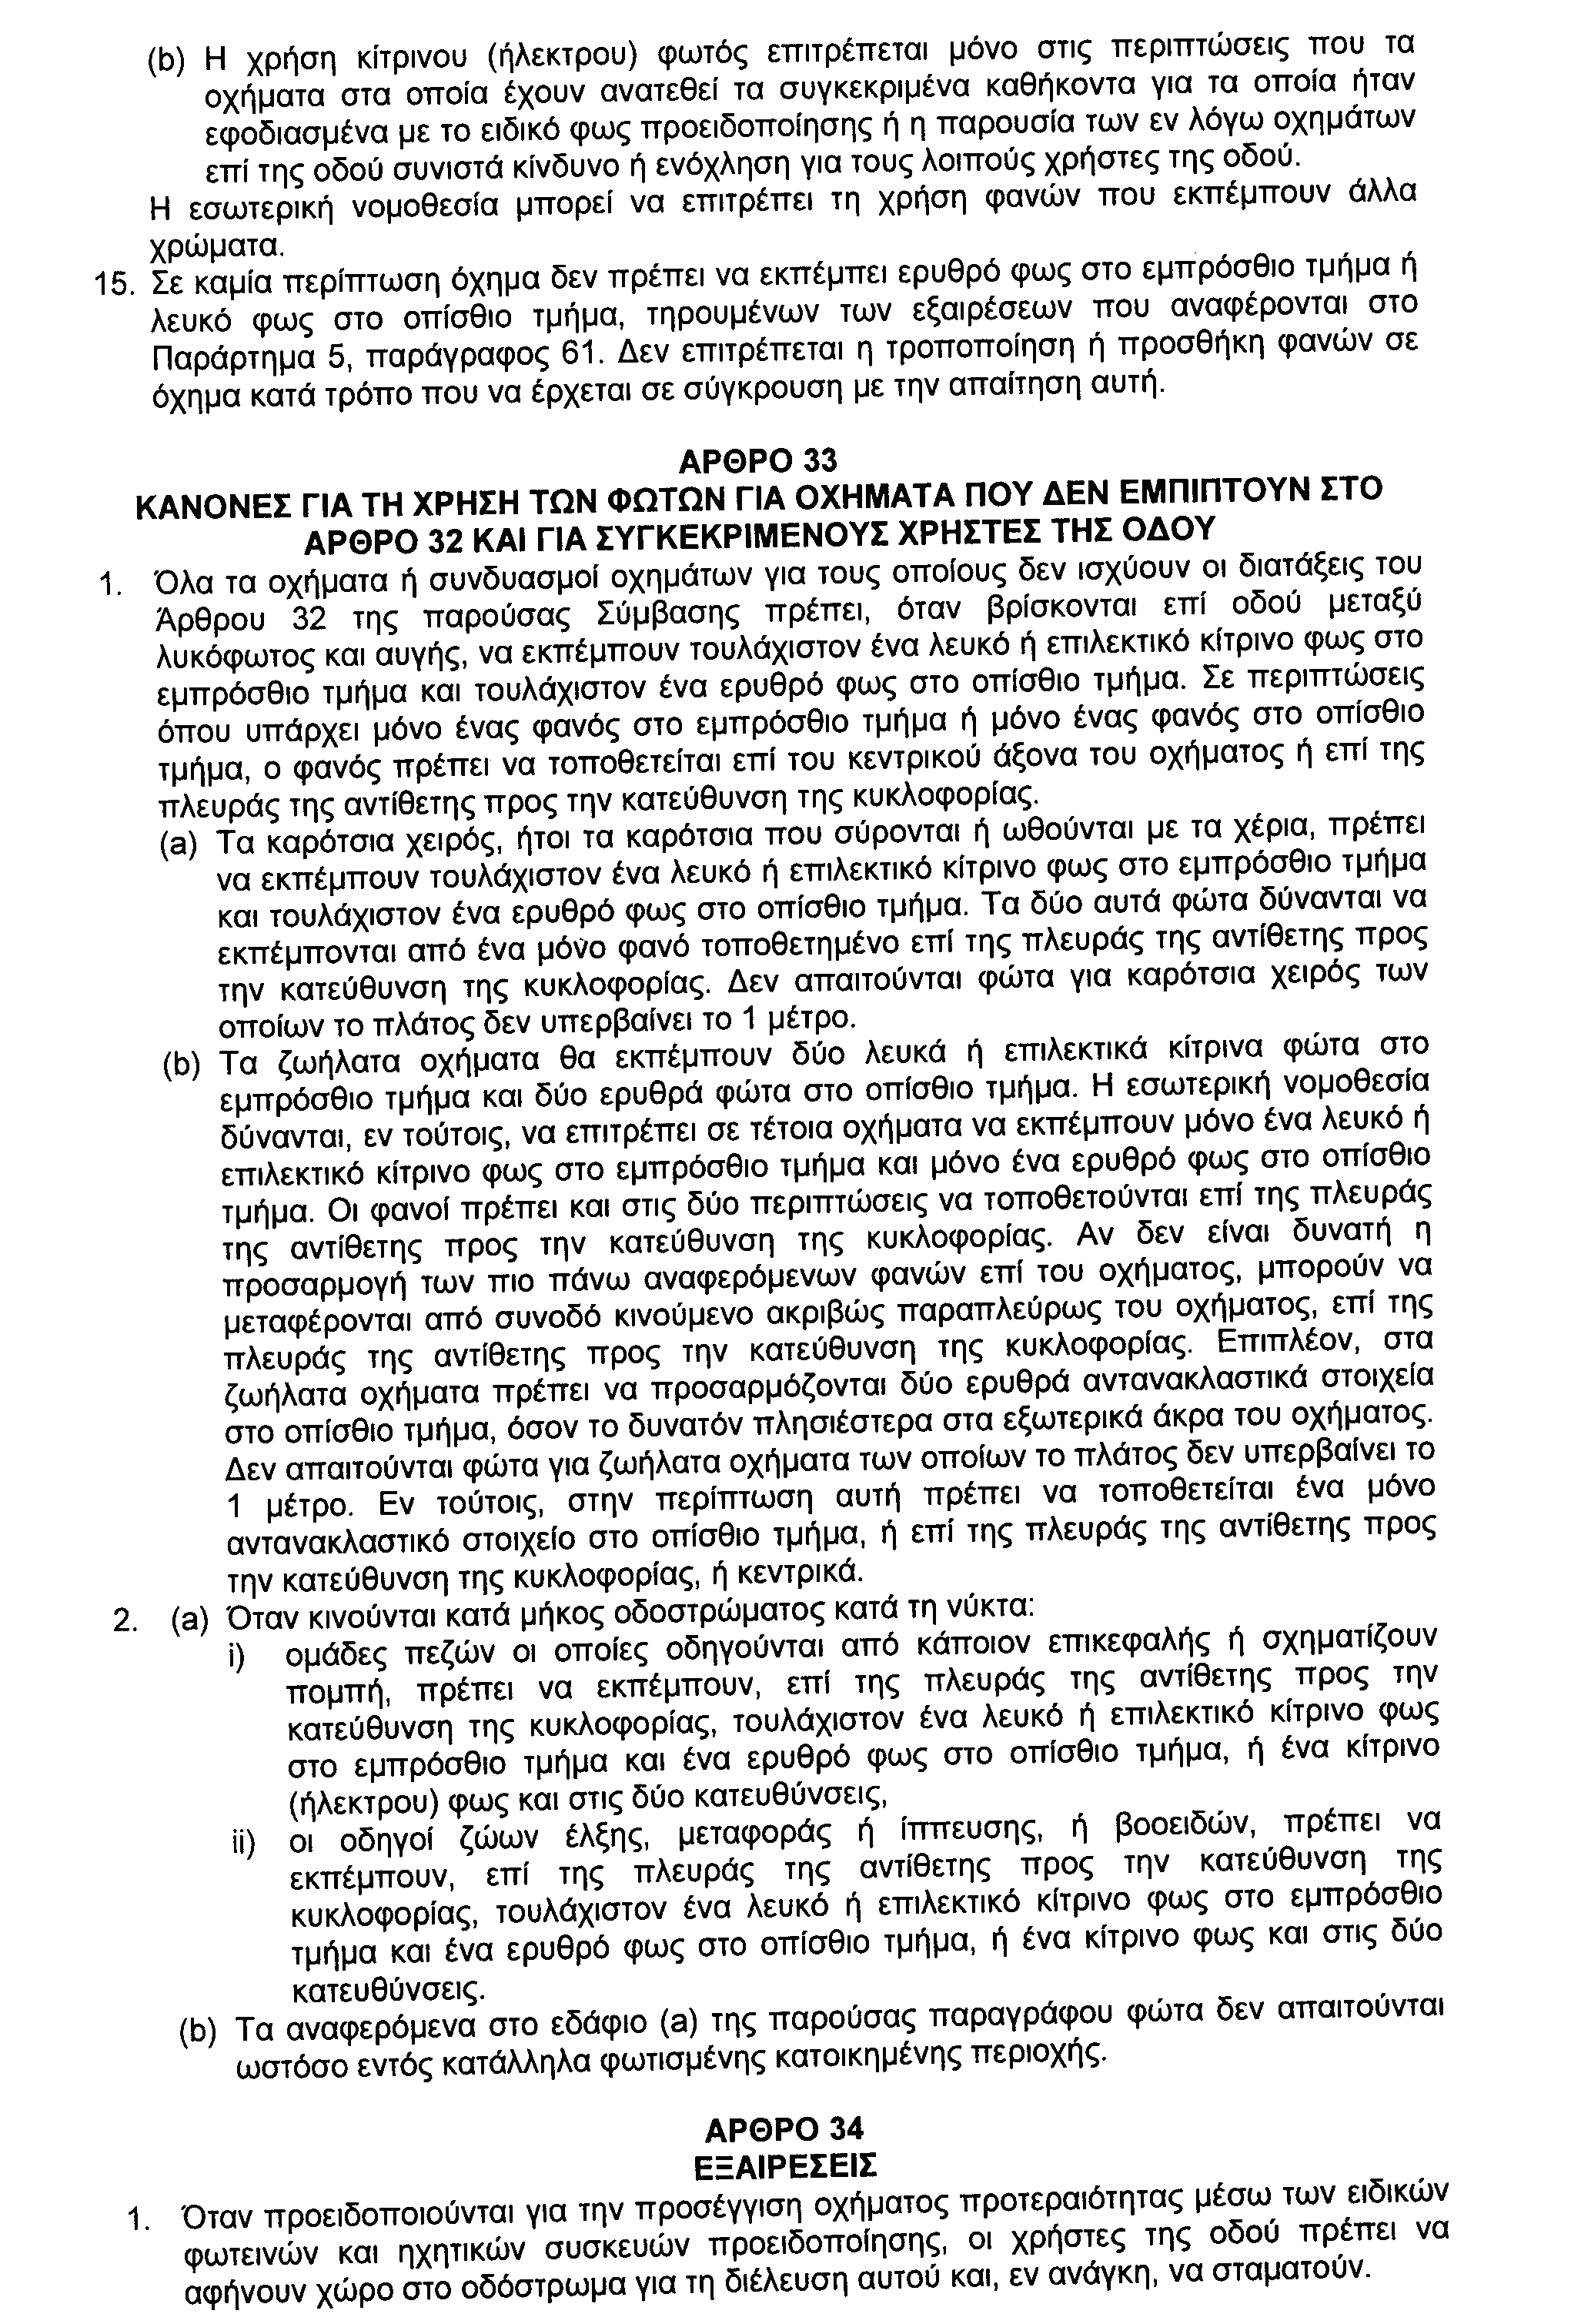 (b) Η χρήση κίτρινου (ήλεκτρου) φωτός επιτρέπεται μόνο στις περιπτώσεις που τα
οχήματα στα οποία έχουν ανατεθεί τα συγκεκριμένα καθήκοντα για τα οποία ήταν
εφοδιασμένα με το ειδικό φως προειδοποίησης ή η παρουσία των εν λόγω οχημάτων
επί της οδού συνιστά κίνδυνο ή ενόχληση για τους λοιπούς χρήστες της οδού.
Η εσωτερική νομοθεσία μπορεί να επιτρέπει τη χρήση φανών που εκπέμπουν άλλα
χρώματα.
15. Σε καμία περίπτωση όχημα δεν πρέπει να εκπέμπει ερυθρό φως στο εμπρόσθιο τμήμα ή
λευκό φως στο οπίσθιο τμήμα, τηρουμένων των εξαιρέσεων που αναφέρονται στο
Παράρτημα 5, παράγραφος 61. Δεν επιτρέπεται η τροποποίηση ή προσθήκη φανών σε
όχημα κατά τρόπο που να έρχεται σε σύγκρουση με την απαίτηση αυτή.
ΑΡΘΡΟ 33
ΚΑΝΟΝΕΣ ΓΙΑ ΤΗ ΧΡΗΣΗ ΤΩΝ ΦΩΤΩΝ ΓΙΑ ΟΧΗΜΑΤΑ ΠΟΥ ΔΕΝ ΕΜΠΙΠΤΟΥΝ ΣΤΟ
ΑΡΘΡΟ 32 ΚΑΙ ΓΙΑ ΣΥΓΚΕΚΡΙΜΕΝΟΥΣ ΧΡΗΣΤΕΣ ΤΗΣ ΟΔΟΥ
1. Όλα τα οχήματα ή συνδυασμοί οχημάτων για τους οποίους δεν ισχύουν οι διατάξεις του
Άρθρου 32 της παρούσας Σύμβασης πρέπει, όταν βρίσκονται επί οδού μεταξύ
λυκόφωτος και αυγής, να εκπέμπουν τουλάχιστον ένα λευκό ή επιλεκτικό κίτρινο φως στο
εμπρόσθιο τμήμα και τουλάχιστον ένα ερυθρό φως στο οπίσθιο τμήμα. Σε περιπτώσεις
όπου υπάρχει μόνο ένας φανός στο εμπρόσθιο τμήμα ή μόνο ένας φανός στο οπίσθιο
τμήμα, ο φανός πρέπει να τοποθετείται επί του κεντρικού άξονα του οχήματος ή επί της
πλευράς της αντίθετης προς την κατεύθυνση της κυκλοφορίας.
(a) Τα καρότσια χειρός, ήτοι τα καρότσια που σύρονται ή ωθούνται με τα χέρια, πρέπει
να εκπέμπουν τουλάχιστον ένα λευκό ή επιλεκτικό κίτρινο φως στο εμπρόσθιο τμήμα
και τουλάχιστον ένα ερυθρό φως στο οπίσθιο τμήμα. Τα δύο αυτά φώτα δύνανται να
εκπέμπονται από ένα μόνο φανό τοποθετημένο επί της πλευράς της αντίθετης προς
την κατεύθυνση της κυκλοφορίας. Δεν απαιτούνται φώτα για καρότσια χειρός των
οποίων το πλάτος δεν υπερβαίνει το 1 μέτρο.
(b) Τα ζωήλατα οχήματα θα εκπέμπουν δύο λευκά ή επιλεκτικά κίτρινα φώτα στο
εμπρόσθιο τμήμα και δύο ερυθρά φώτα στο οπίσθιο τμήμα. Η εσωτερική νομοθεσία
δύνανται, εν τούτοις, να επιτρέπει σε τέτοια οχήματα να εκπέμπουν μόνο ένα λευκό ή
επιλεκτικό κίτρινο φως στο εμπρόσθιο τμήμα και μόνο ένα ερυθρό φως στο οπίσθιο
τμήμα. Οι φανοί πρέπει και στις δύο περιπτώσεις να τοποθετούνται επί της πλευράς
της αντίθετης προς την κατεύθυνση της κυκλοφορίας. Αν δεν είναι δυνατή η
προσαρμογή των πιο πάνω αναφερόμενων φανών επί του οχήματος, μπορούν να
μεταφέρονται από συνοδό κινούμενο ακριβώς παραπλεύρως του οχήματος, επί της
πλευράς της αντίθετης προς την κατεύθυνση της κυκλοφορίας. Επιπλέον, στα
ζωήλατα οχήματα πρέπει να προσαρμόζονται δύο ερυθρά αντανακλαστικά στοιχεία
στο οπίσθιο τμήμα, όσον το δυνατόν πλησιέστερα στα εξωτερικά άκρα του οχήματος.
Δεν απαιτούνται φώτα για ζωήλατα οχήματα των οποίων το πλάτος δεν υπερβαίνει το
1 μέτρο. Εν τούτοις, στην περίπτωση αυτή πρέπει να τοποθετείται ένα μόνο
αντανακλαστικό στοιχείο στο οπίσθιο τμήμα, ή επί της πλευράς της αντίθετης προς
την κατεύθυνση της κυκλοφορίας, ή κεντρικά.
2. (a) Όταν κινούνται κατά μήκος οδοστρώματος κατά τη νύκτα:
i) ομάδες πεζών οι οποίες οδηγούνται από κάποιον επικεφαλής ή σχηματίζουν
πομπή, πρέπει να εκπέμπουν, επί της πλευράς της αντίθετης προς την
κατεύθυνση της κυκλοφορίας, τουλάχιστον ένα λευκό ή επιλεκτικό κίτρινο φως
στο εμπρόσθιο τμήμα και ένα ερυθρό φως στο οπίσθιο τμήμα, ή ένα κίτρινο
(ήλεκτρου) φως και στις δύο κατευθύνσεις,
ii) οι οδηγοί ζώων έλξης, μεταφοράς ή ίππευσης, ή βοοειδών, πρέπει να
εκπέμπουν, επί της πλευράς της αντίθετης προς την κατεύθυνση της
κυκλοφορίας, τουλάχιστον ένα λευκό ή επιλεκτικό κίτρινο φως στο εμπρόσθιο
τμήμα και ένα ερυθρό φως στο οπίσθιο τμήμα, ή ένα κίτρινο φως και στις δύο
κατευθύνσεις.
(b) Τα αναφερόμενα στο εδάφιο (a) της παρούσας παραγράφου φώτα δεν απαιτούνται
ωστόσο εντός κατάλληλα φωτισμένης κατοικημένης περιοχής.
ΑΡΘΡΟ 34
ΕΞΑΙΡΕΣΕΙΣ
1. Όταν προειδοποιούνται για την προσέγγιση οχήματος προτεραιότητας μέσω των ειδικών
φωτεινών και ηχητικών συσκευών προειδοποίησης, οι χρήστες της οδού πρέπει να
αφήνουν χώρο στο οδόστρωμα για τη διέλευση αυτού και, εν ανάγκη, να σταματούν.